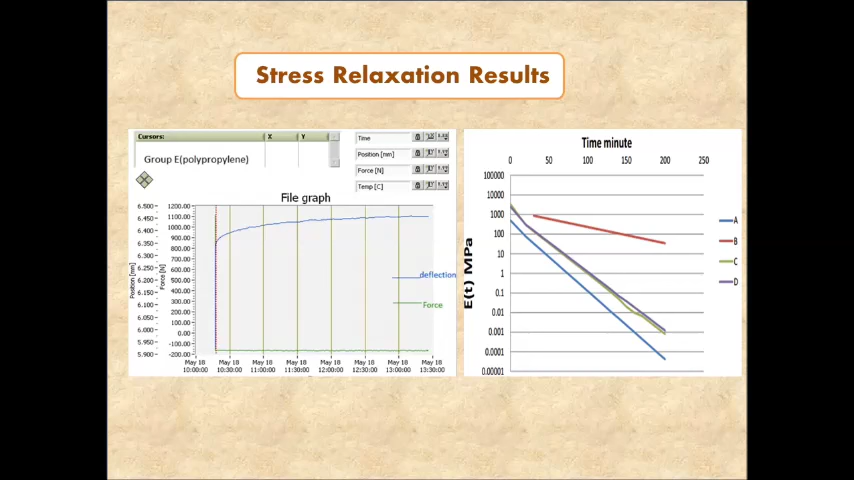 Stress Relaxation Results
Cursors: X Y
Group E(polypropylene)
Time
Position [nm]
Force [N]
Temp [C]
File graph
6.500
6.450
6.400
6.350
6.300
6.250
6.200
6.150
6.100
6.050
6.000
5.950
5.900
Position [nm]
1200.00
1100.00
1000.00
900.00
800.00
700.00
600.00
500.00
400.00
300.00
200.00
100.00
0.00
-100.00
-200.00
Force [N]
deflection
Force
May 18 May 18 May 18 May 18 May 18 May 18 May 18 May 18
10:00:00 10:30:00 11:00:00 11:30:00 12:00:00 12:30:00 13:00:00 13:30:00
Time minute
0 50 100 150 200 250
100000
10000
1000
100
10
1
0.1
0.01
0.001
0.0001
0.00001
E(t) MPa
A
B
C
D